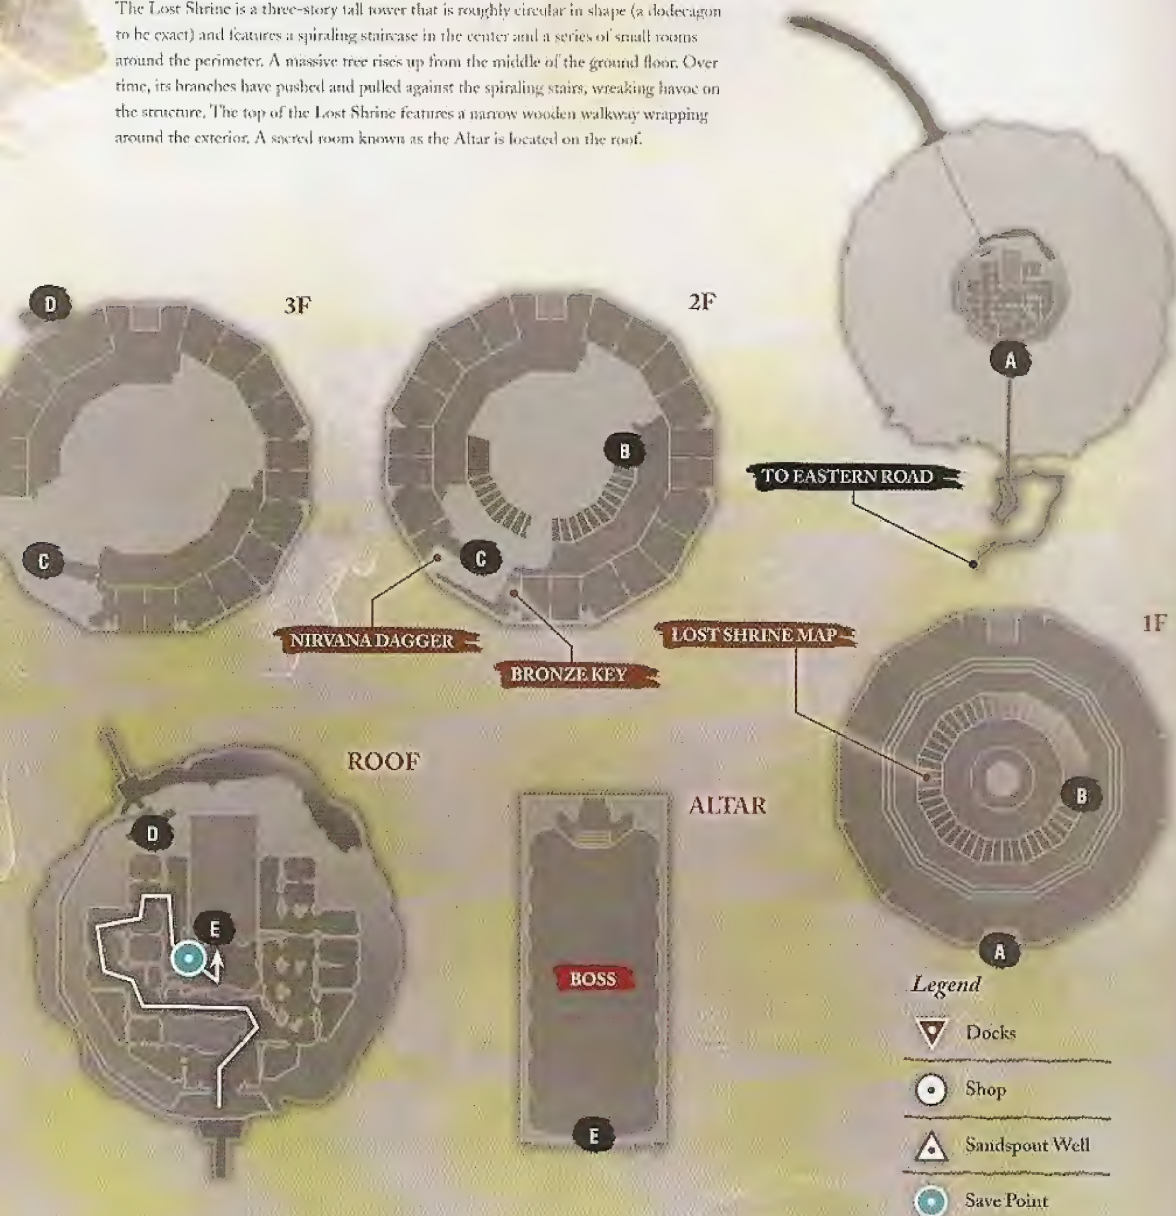 The Lost Shrine is a three-story tall tower that is roughly circular in shape (a dodecagon
to be exact) and features a spiraling staircase in the center and a series of small rooms
around the perimeter. A massive tree rises up from the middle of the ground floor. Over
time, its branches have pushed and pulled against the spiraling stairs, wreaking havoc on
the structure. The top of the Lost Shrine features a narrow wooden walkway wrapping
around the exterior. A sacred room known as the Altar is located on the roof.
D
3F
C
2F
B
C
NIRVANA DAGGER
BRONZE KEY
A
TO EASTERN ROAD
LOST SHRINE MAP
1F
B
A
ROOF
D
E
ALTAR
BOSS
E
Legend
Docks
Shop
Sandspout Well
Save Point